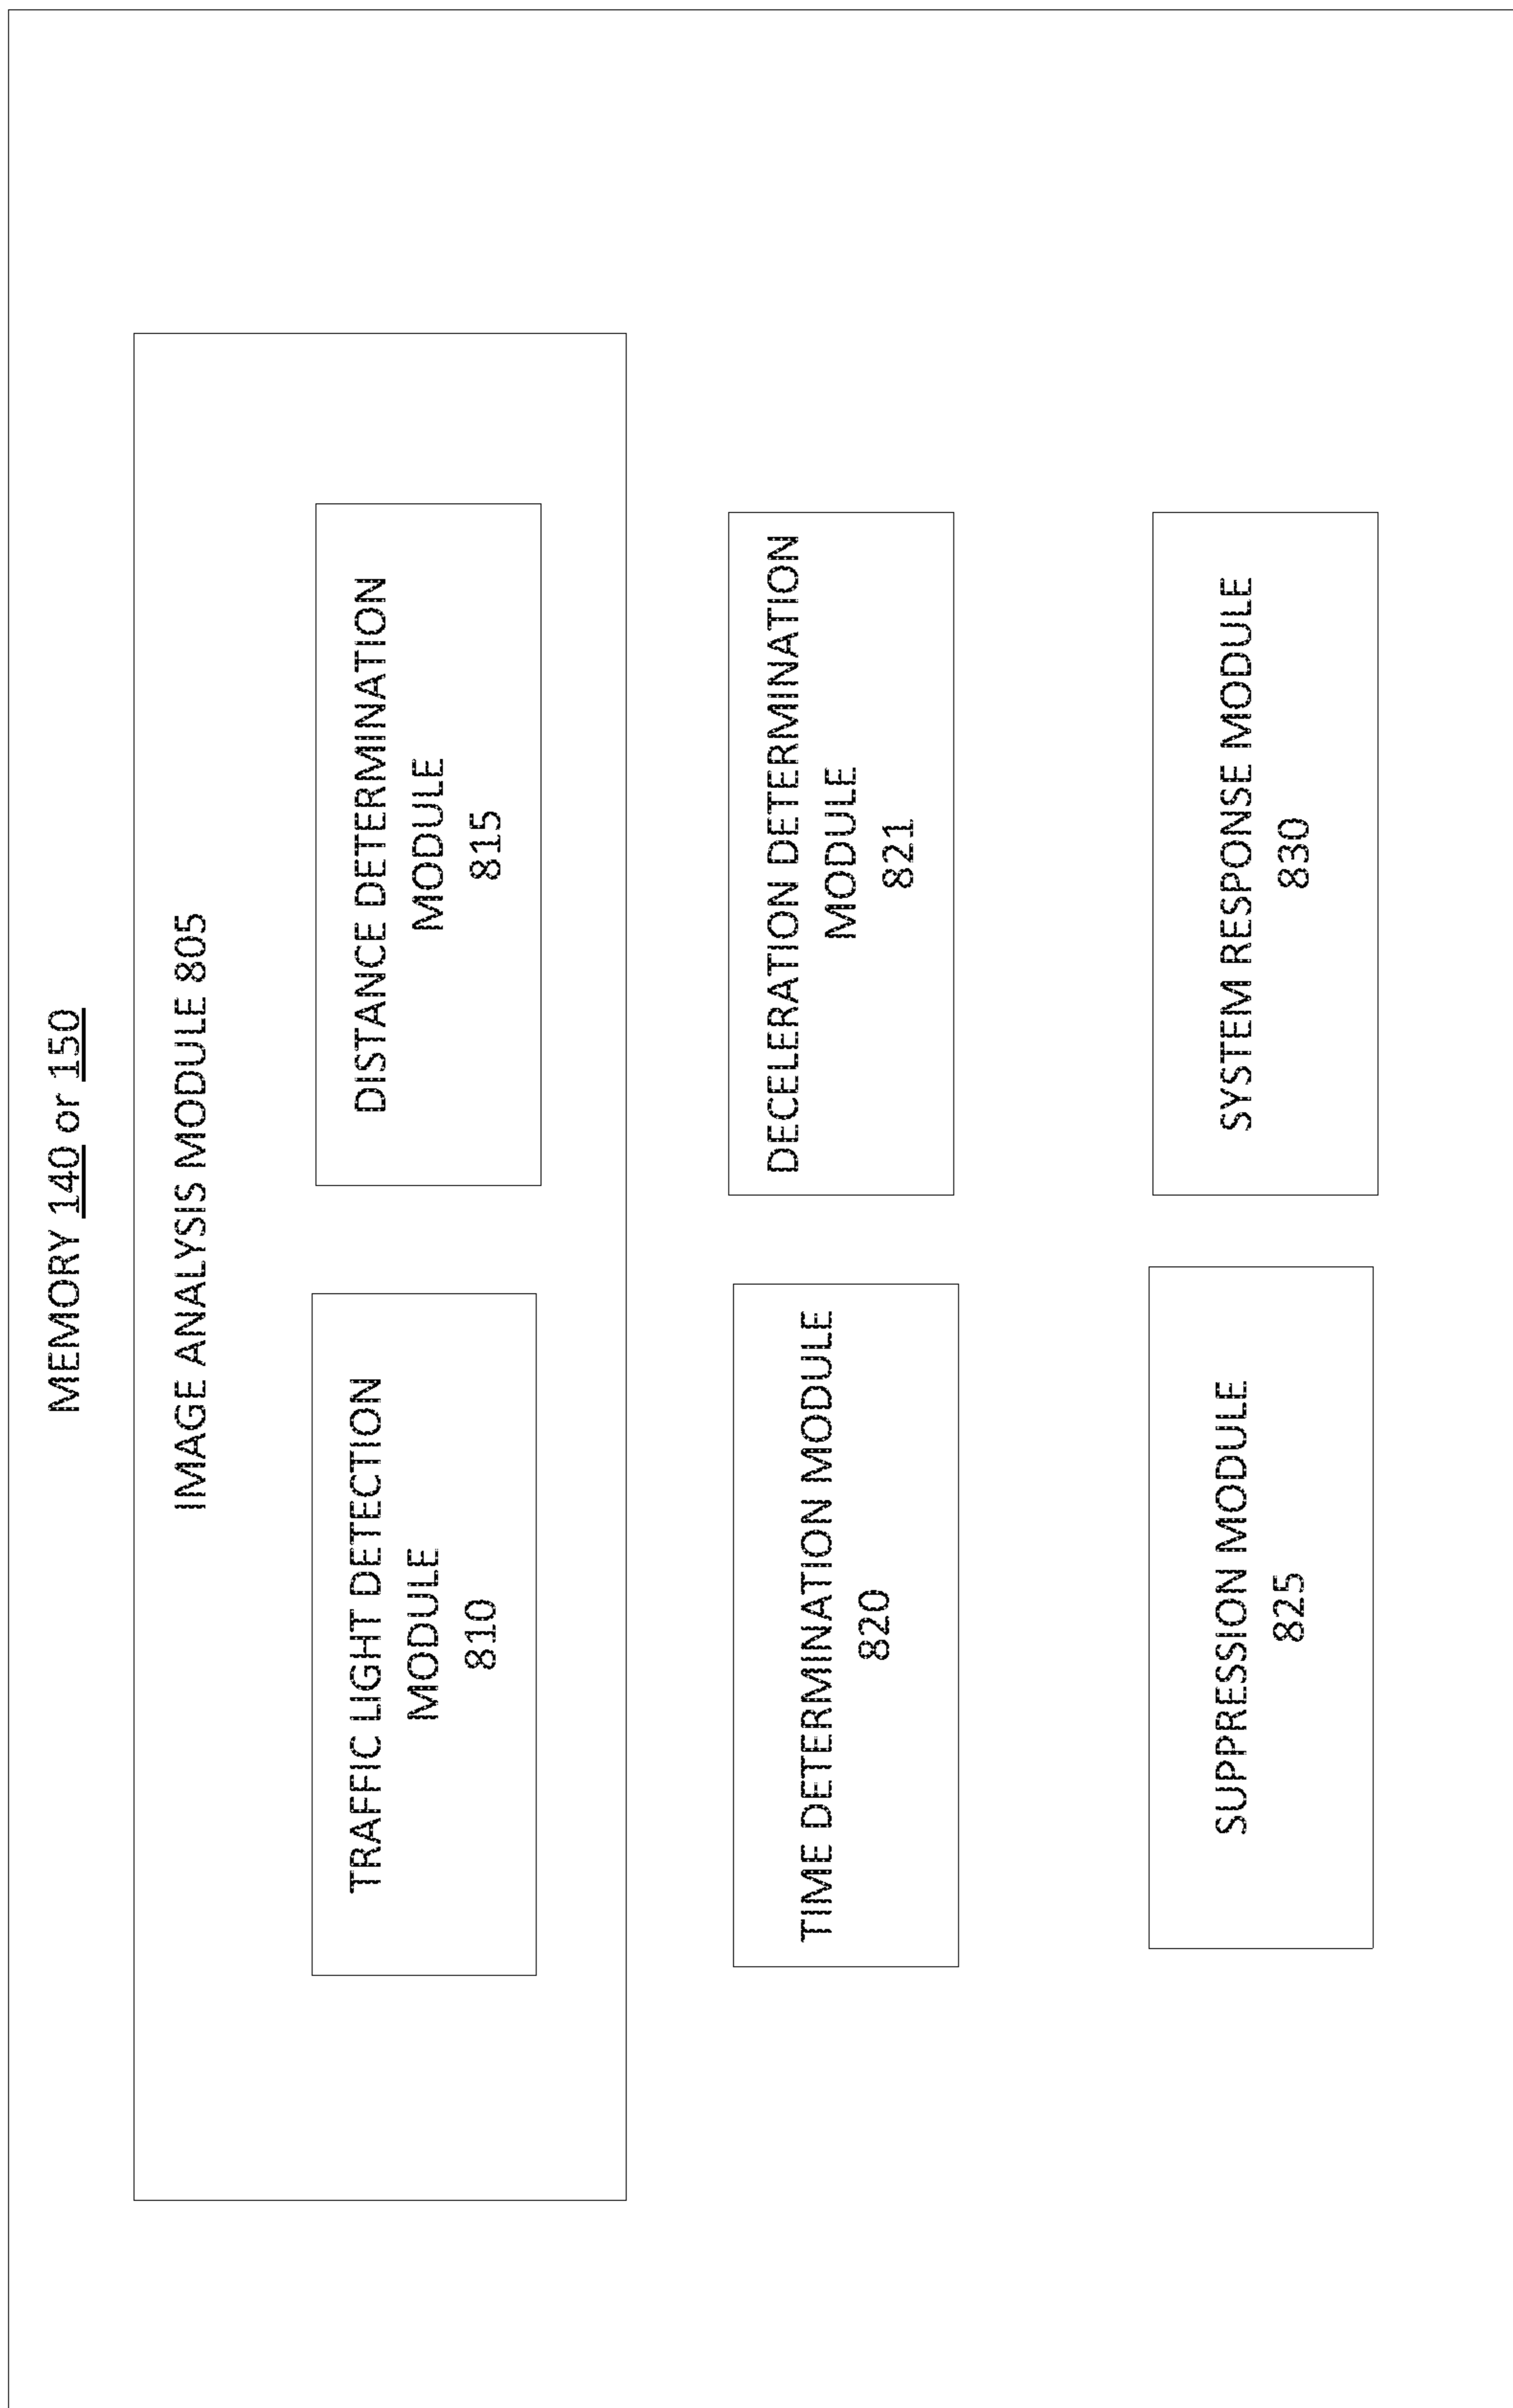 MEMORY 140 or 150
IMAGE ANALYSIS MODULE 805
TRAFFIC LIGHT DETECTION
MODULE
810
DISTANCE DETERMINATION
MODULE
815
TIME DETERMINATION MODULE
820
DECELERATION DETERMINATION
MODULE
821
SUPPRESSION MODULE
825
SYSTEM RESPONSE MODULE
830